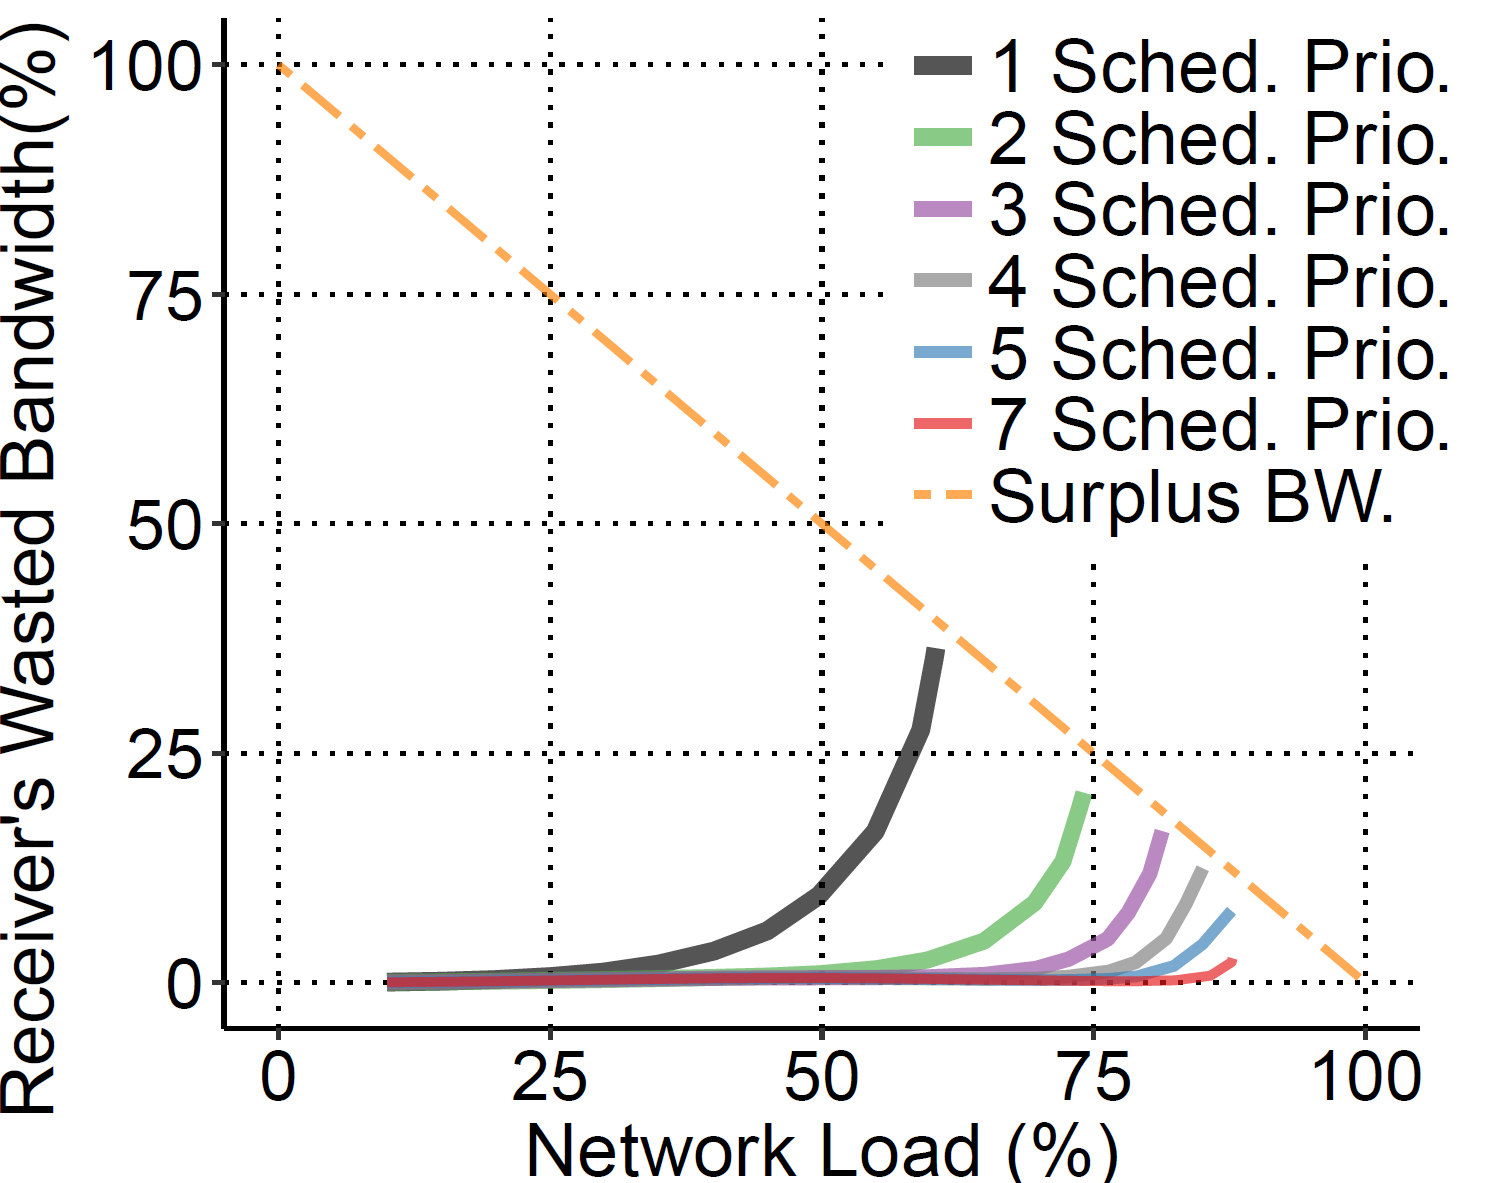 Receiver's Wasted Bandwidth(%)
100
75
50
25
0
1 Sched. Prio.
2 Sched. Prio.
3 Sched. Prio.
4 Sched. Prio.
5 Sched. Prio.
7 Sched. Prio.
Surplus BW.
0 25 50 75 100
Network Load (%)